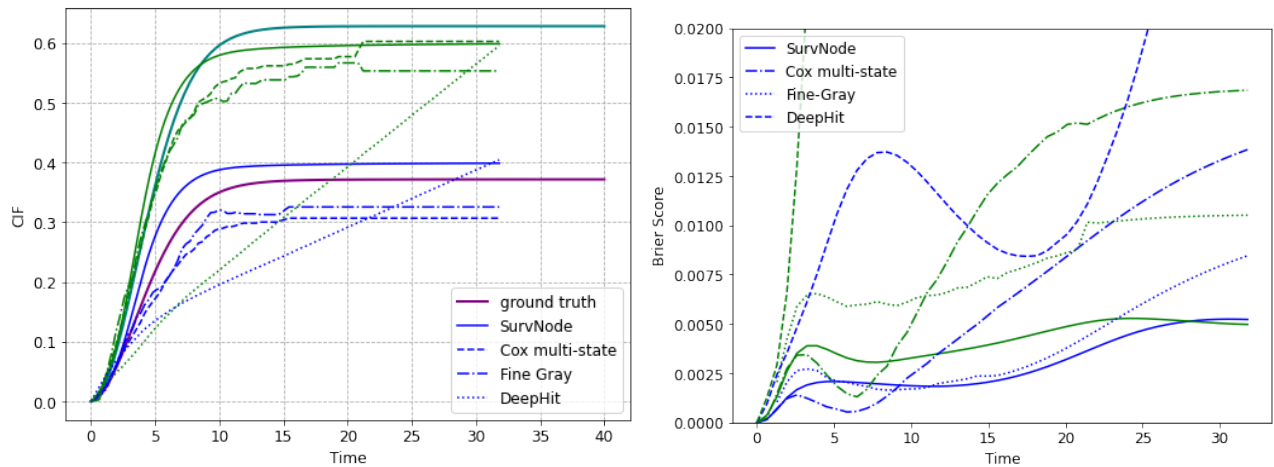 0.6
0.5
0.4
0.3
0.2
0.1
0.0
CIF
0 5 10 15 20 25 30 35 40
Time
ground truth
SurvNode
Cox multi-state
Fine Gray
DeepHit
0.0200
0.0175
0.0150
0.0125
0.0100
0.0075
0.0050
0.0025
0.0000
Brier Score
0 5 10 15 20 25 30
Time
SurvNode
Cox multi-state
Fine-Gray
DeepHit